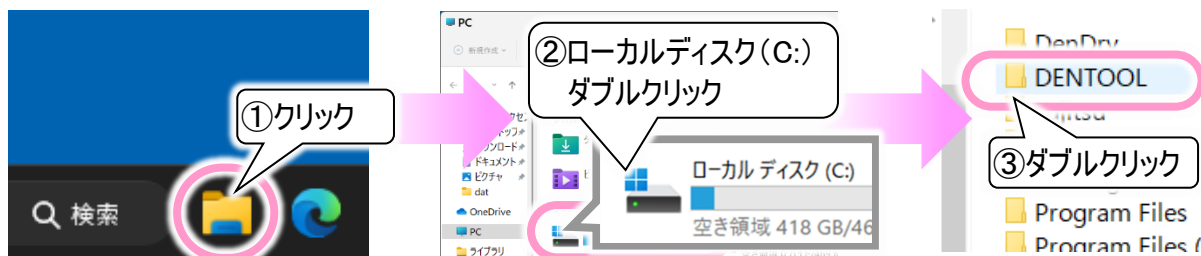 ①クリック
検索
PC
新規作成
②ローカルディスク(C:)
ダブルクリック
ダウンロード
ドキュメント
ピクチャ
dat
OneDrive
PC
ライブラリ
ローカル ディスク (C:)
空き領域 418 GB/46
DenDrv
DENTOOL
③ダブルクリック
Program Files
Program Files (